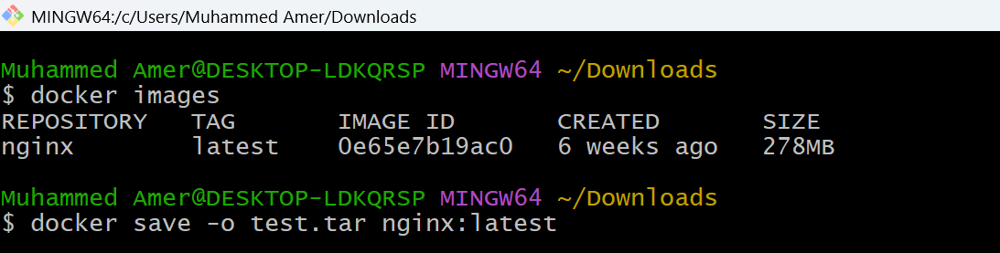 MINGW64:/c/Users/Muhammed Amer/Downloads
Muhammed Amer@DESKTOP-LDKQRSP MINGW64 ~/Downloads
$ docker images
REPOSITORY   TAG       IMAGE ID       CREATED       SIZE
nginx        latest    0e65e7b19ac0   6 weeks ago   278MB
Muhammed Amer@DESKTOP-LDKQRSP MINGW64 ~/Downloads
$ docker save -o test.tar nginx:latest